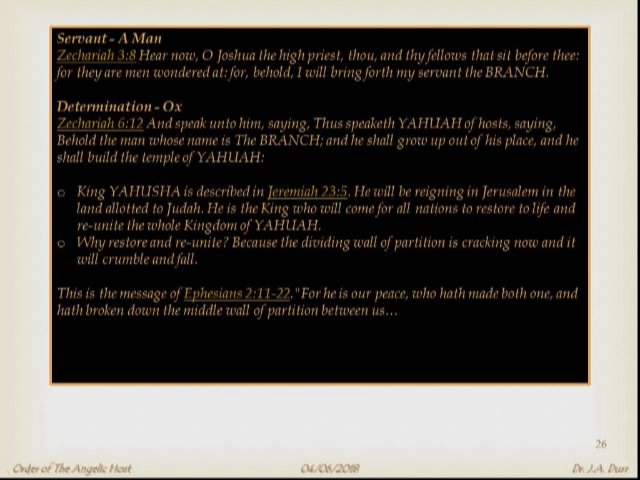 Servant - A Man
Zechariah 3:8 Hear now, O Joshua the high priest, thou, and thy fellows that sit before thee:
for they are men wondered at: for, behold, I will bring forth my servant the BRANCH.
Determination - Ox
Zechariah 6:12 And speak unto him, saying, Thus speaketh YAHUAH of hosts, saying,
Behold the man whose name is The BRANCH; and he shall grow up out of his place, and he
shall build the temple of YAHUAH:
o King YAHUSHA is described in Jeremiah 23:5. He will be reigning in Jerusalem in the
land allotted to Judah. He is the King who will come for all nations to restore to life and
re-unite the whole Kingdom of YAHUAH.
o Why restore and re-unite? Because the dividing wall of partition is cracking now and it
will crumble and fall.
This is the message of Ephesians 2:11-22. "For he is our peace, who hath made both one, and
hath broken down the middle wall of partition between us…
26
Order of The Angelic Host 04/06/2018 Dr. J.A. Durr